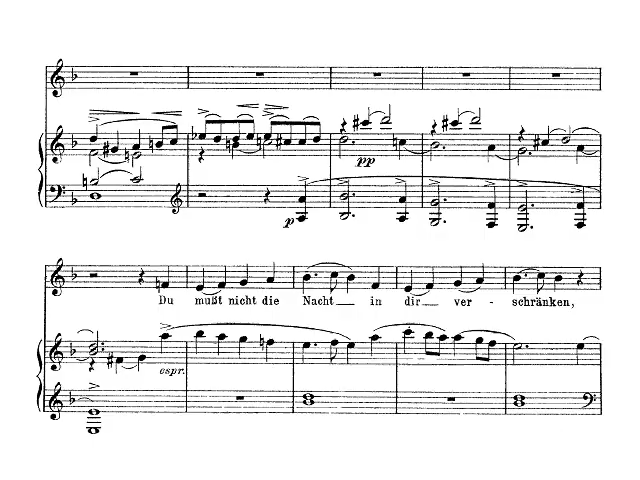 pp
p
Du mußt nicht die Nacht in dir ver- schränken,
espr.